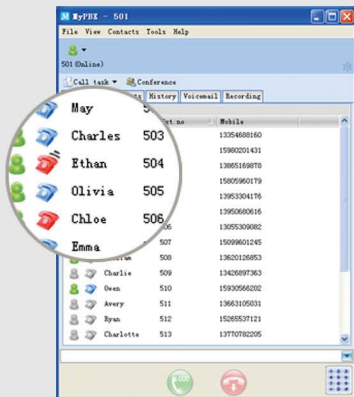 MyPBX - 501
File View Contacts Tools Help
501 (Online)
Call task Conference
History Voicemail Recording
Mobile
May
Charles 503
Ethan 504
Olivia 505
Chloe 506
Emma
13354688160
15980201431
13865169878
15805960179
13953304176
13950680616
13055309082
507 15099601245
508 13620126853
Charlie 509 13426897363
Owen 510 15930566202
Avery 511 13663105031
Ryan 512 15265537121
Charlotte 513 13770782205